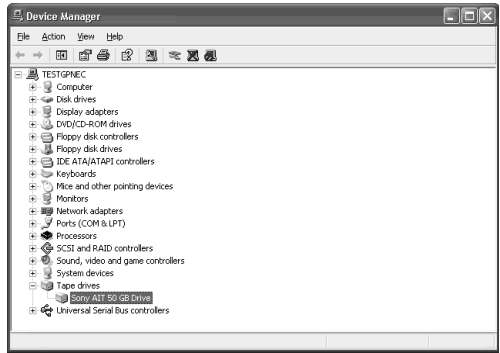 Device Manager
File Action View Help
TESTGPNEC
Computer
Disk drives
Display adapters
DVD/CD-ROM drives
Floppy disk controllers
Floppy disk drives
IDE ATA/ATAPI controllers
Keyboards
Mice and other pointing devices
Monitors
Network adapters
Ports (COM & LPT)
Processors
SCSI and RAID controllers
Sound, video and game controllers
System devices
Tape drives
Sony AIT 50 GB Drive
Universal Serial Bus controllers